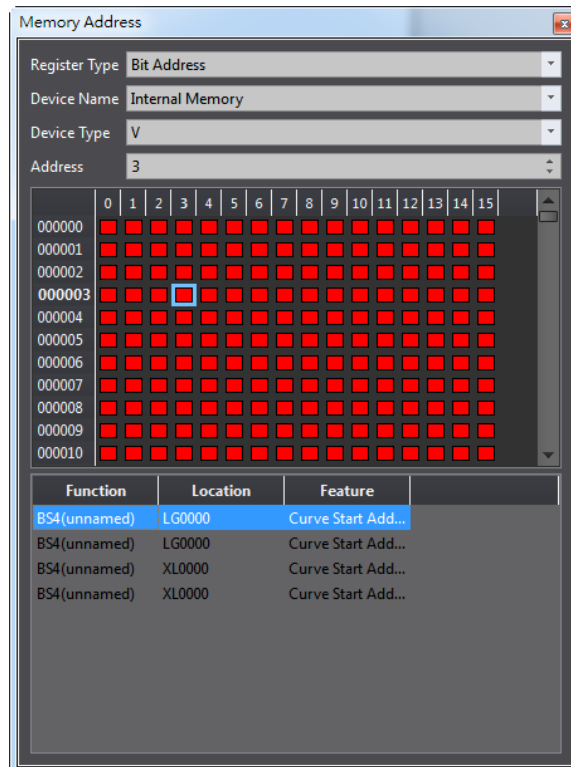 Memory Address
Register Type Bit Address
Device Name Internal Memory
Device Type V
Address 3
0 1 2 3 4 5 6 7 8 9 10 11 12 13 14 15
000000
000001
000002
000003
000004
000005
000006
000007
000008
000009
000010
Function Location Feature
BS4(unnamed) LG0000 Curve Start Add...
BS4(unnamed) LG0000 Curve Start Add...
BS4(unnamed) XL0000 Curve Start Add...
BS4(unnamed) XL0000 Curve Start Add...